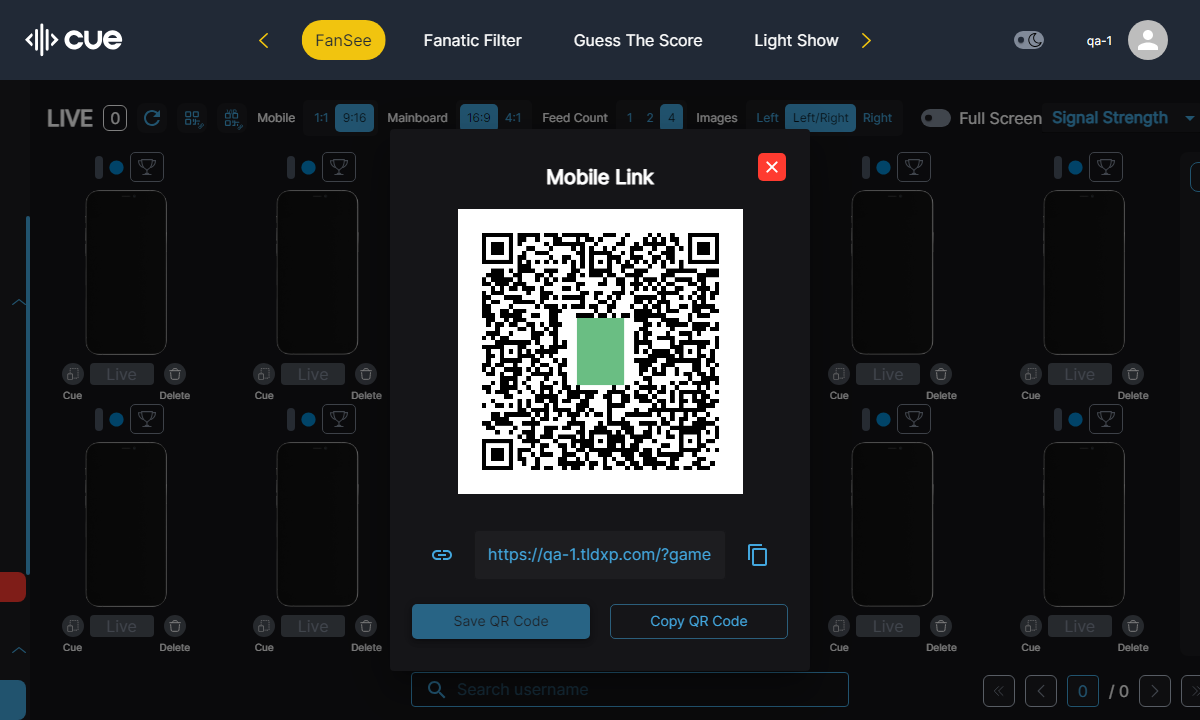 cue
FanSee
Fanatic Filter
Guess The Score
Light Show
qa-1
LIVE 0
Mobile 1:1 9:16
Mainboard 16:9 4:1
Feed Count 1 2 4
Images Left Left/Right Right
Full Screen
Signal Strength
Mobile Link
Live Live Live Live
Cue Delete Cue Delete Cue Delete Cue Delete
https://qa-1.tldxp.com/?game
Save QR Code
Copy QR Code
Live Live Live Live
Cue Delete Cue Delete Cue Delete Cue Delete
Search username
0 / 0